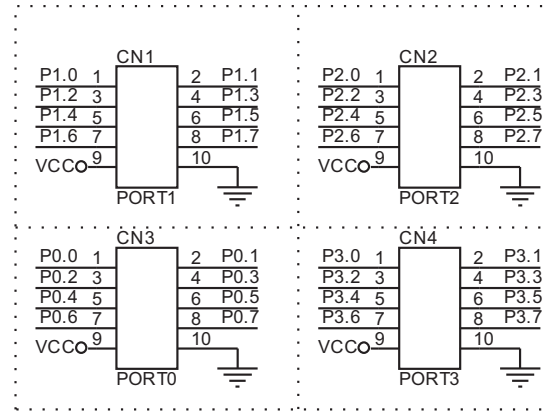 CN1
P1.0 1 2 P1.1
P1.2 3 4 P1.3
P1.4 5 6 P1.5
P1.6 7 8 P1.7
VCC 9 10
PORT1
CN2
P2.0 1 2 P2.1
P2.2 3 4 P2.3
P2.4 5 6 P2.5
P2.6 7 8 P2.7
VCC 9 10
PORT2
CN3
P0.0 1 2 P0.1
P0.2 3 4 P0.3
P0.4 5 6 P0.5
P0.6 7 8 P0.7
VCC 9 10
PORT0
CN4
P3.0 1 2 P3.1
P3.2 3 4 P3.3
P3.4 5 6 P3.5
P3.6 7 8 P3.7
VCC 9 10
PORT3